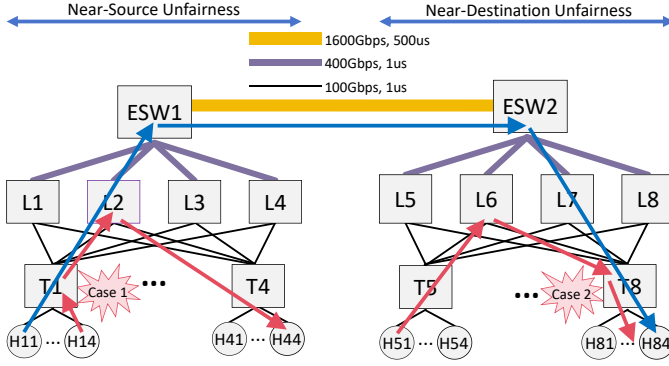 Near-Source Unfairness Near-Destination Unfairness
1600Gbps, 500us
400Gbps, 1us
100Gbps, 1us
ESW1 ESW2
L1 L2 L3 L4 L5 L6 L7 L8
T1 Case 1 ... T4 T5 ... Case 2 T8
H11 ... H14 H41 ... H44 H51 ... H54 H81 ... H84